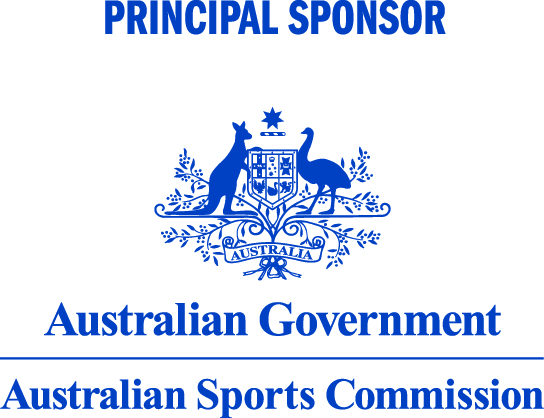 PRINCIPAL SPONSOR
AUSTRALIA
Australian Government
Australian Sports Commission